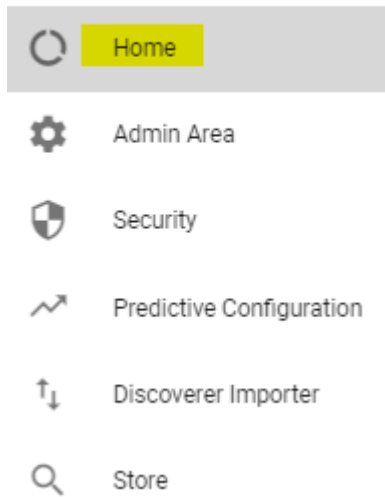 Home
Admin Area
Security
Predictive Configuration
Discoverer Importer
Store